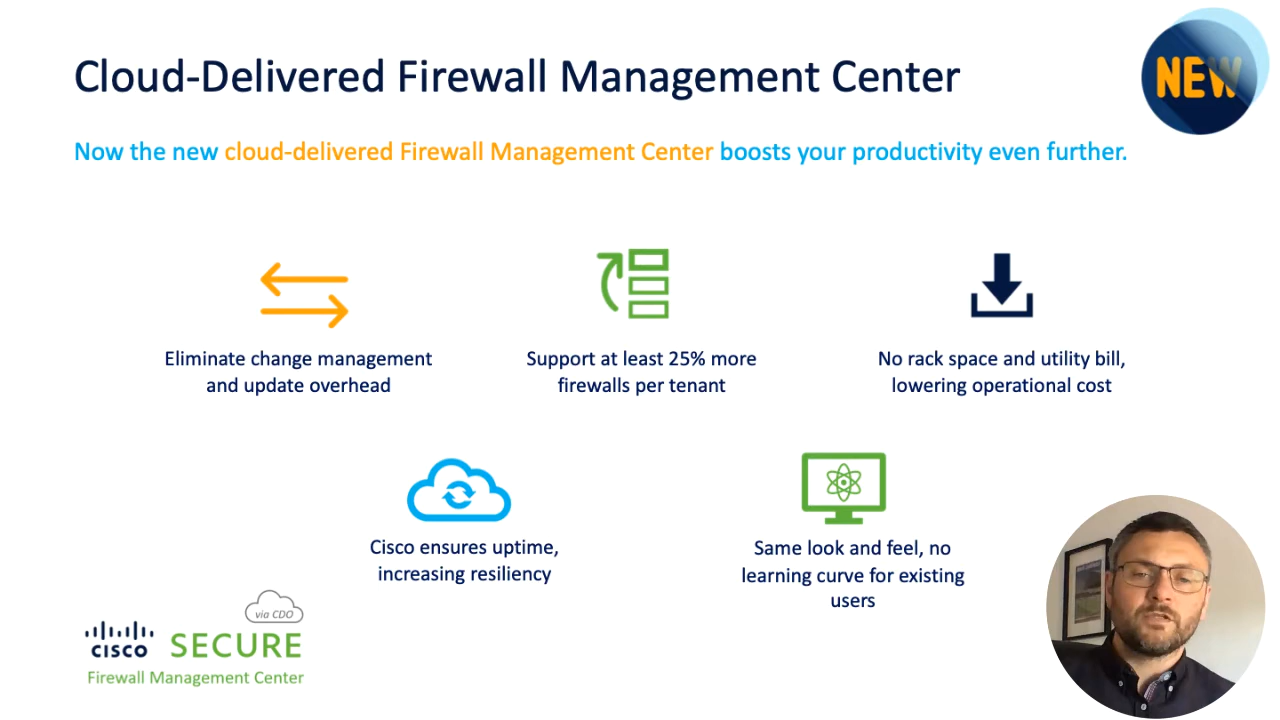 Cloud-Delivered Firewall Management Center
NEW
Now the new cloud-delivered Firewall Management Center boosts your productivity even further.
Eliminate change management
and update overhead
Support at least 25% more
firewalls per tenant
No rack space and utility bill,
lowering operational cost
Cisco ensures uptime,
increasing resiliency
Same look and feel, no
learning curve for existing
users
via CDO
CISCO SECURE
Firewall Management Center